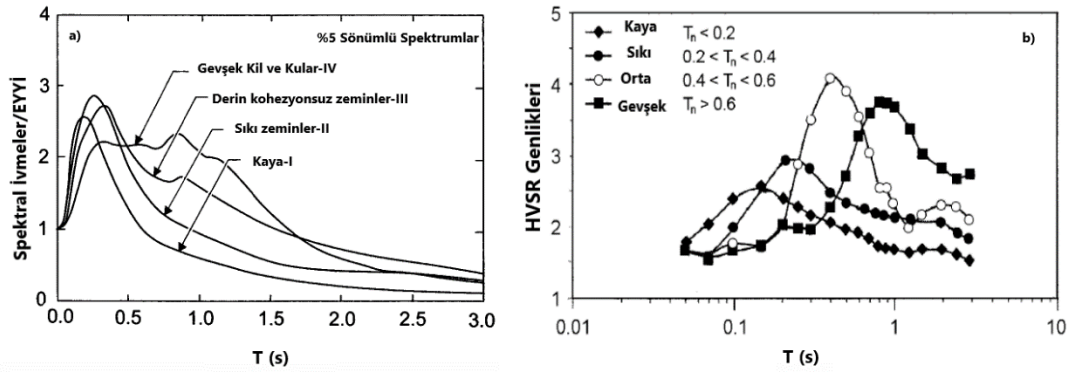 a)
%5 Sönümlü Spektrumlar
Gevşek Kil ve Kular-IV
Derin kohezyonsuz zeminler-III
Sıkı zeminler-II
Kaya-I
Spektral İvmeler/EYYİ
4
3
2
1
0
0.0
0.5
1.0
1.5
2.0
2.5
3.0
T (s)
b)
Kaya Tn < 0.2
Sıkı 0.2 < Tn < 0.4
Orta 0.4 < Tn < 0.6
Gevşek Tn > 0.6
HVSR Genlikleri
5
4
3
2
1
0.01
0.1
1
10
T (s)